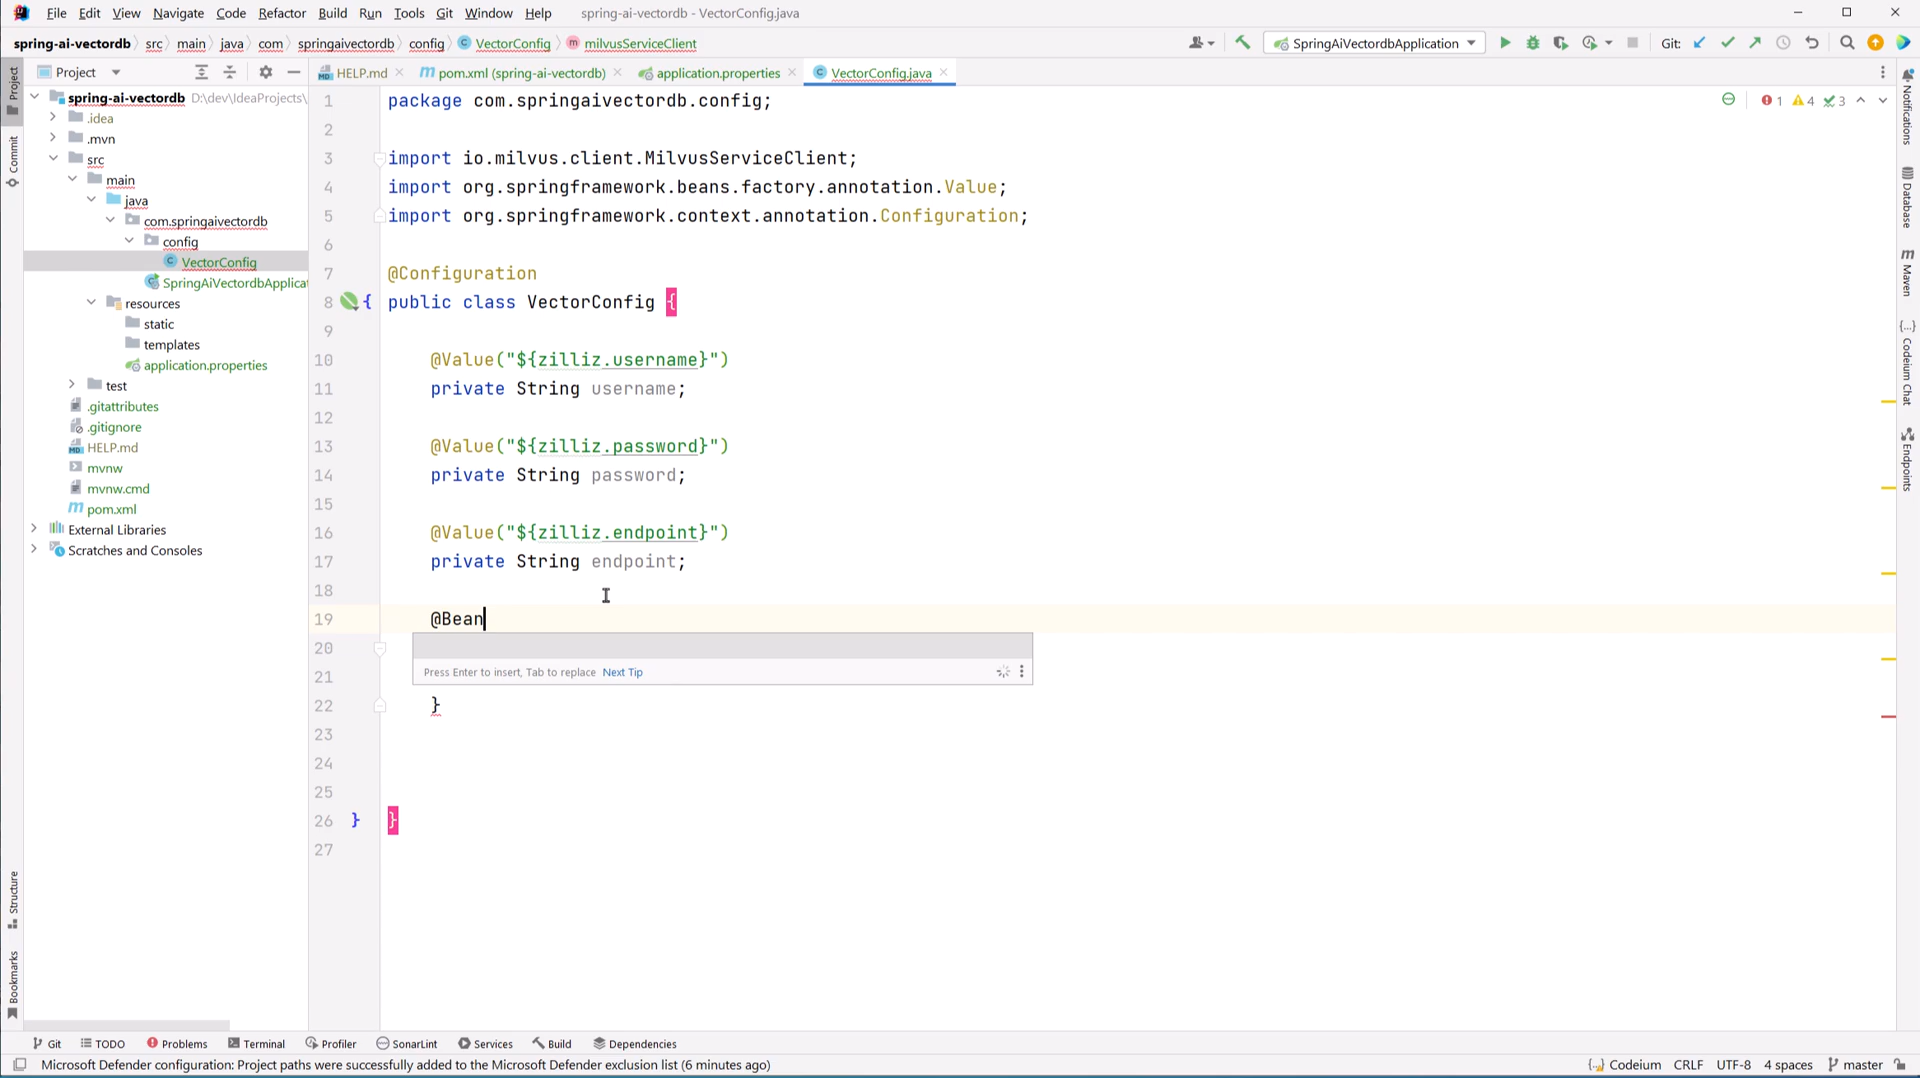 File Edit View Navigate Code Refactor Build Run Tools Git Window Help spring-ai-vectordb - VectorConfig.java
spring-ai-vectordb src main java com springaivectordb config VectorConfig milvusServiceClient SpringAiVectordbApplication Git:
Project HELP.md pom.xml (spring-ai-vectordb) application.properties VectorConfig.java
spring-ai-vectordb D:\dev\IdeaProjects\
.idea
.mvn
src
main
java
com.springaivectordb
config
VectorConfig
SpringAiVectordbApplica
resources
static
templates
application.properties
test
.gitattributes
.gitignore
HELP.md
mvnw
mvnw.cmd
pom.xml
External Libraries
Scratches and Consoles
Project
Commit
Structure
Bookmarks
1 package com.springaivectordb.config;
2
3 import io.milvus.client.MilvusServiceClient;
4 import org.springframework.beans.factory.annotation.Value;
5 import org.springframework.context.annotation.Configuration;
6
7 @Configuration
8 { public class VectorConfig {
9
10 @Value("${zilliz.username}")
11 private String username;
12
13 @Value("${zilliz.password}")
14 private String password;
15
16 @Value("${zilliz.endpoint}")
17 private String endpoint;
18
19 @Bean
20
Press Enter to insert, Tab to replace Next Tip
21
22 }
23
24
25
26 } }
27
1 4 3
Notifications
Database
Maven
Codeium Chat
Endpoints
Git TODO Problems Terminal Profiler SonarLint Services Build Dependencies
Microsoft Defender configuration: Project paths were successfully added to the Microsoft Defender exclusion list (6 minutes ago) {...} Codeium CRLF UTF-8 4 spaces master